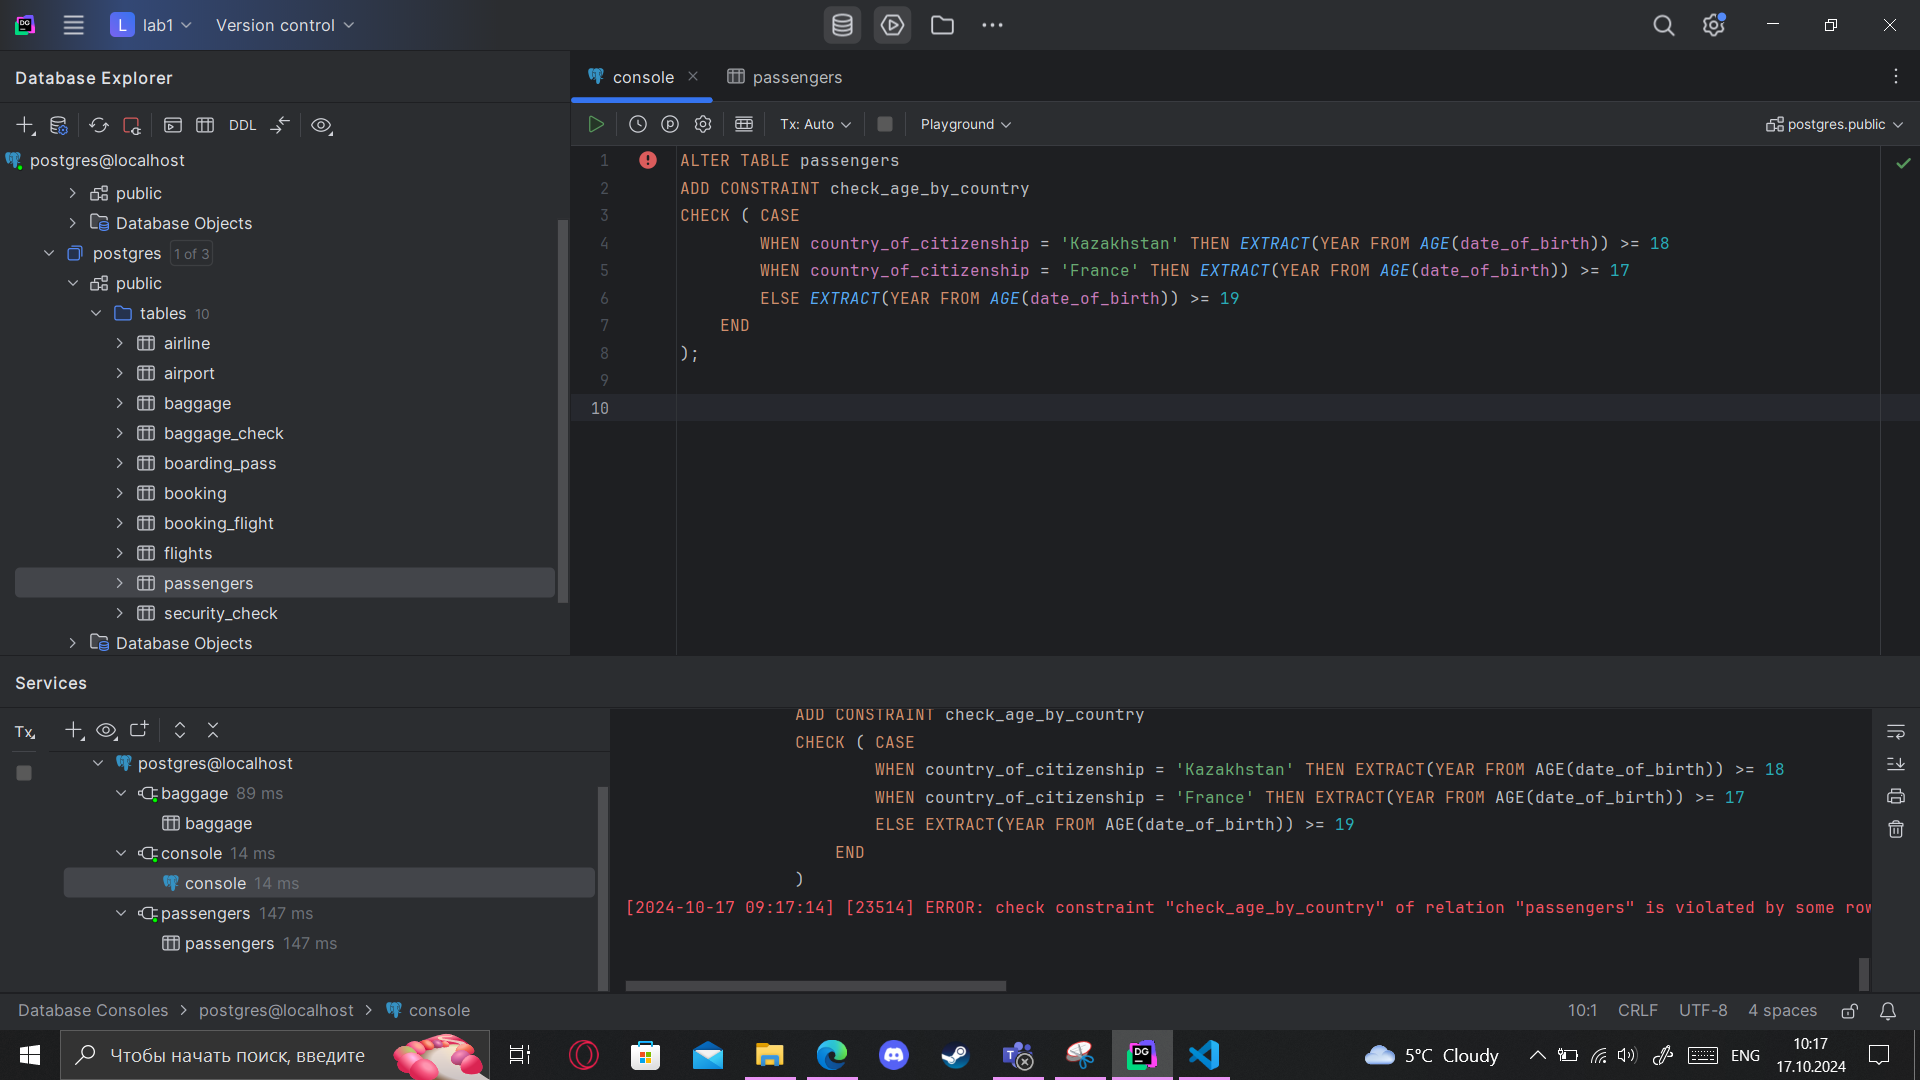 L lab1 Version control
Database Explorer
console
passengers
DDL
Tx: Auto Playground postgres.public
postgres@localhost
public
Database Objects
postgres 1 of 3
public
tables 10
airline
airport
baggage
baggage_check
boarding_pass
booking
booking_flight
flights
passengers
security_check
Database Objects
1 ALTER TABLE passengers
2 ADD CONSTRAINT check_age_by_country
3 CHECK ( CASE
4 WHEN country_of_citizenship = 'Kazakhstan' THEN EXTRACT(YEAR FROM AGE(date_of_birth)) >= 18
5 WHEN country_of_citizenship = 'France' THEN EXTRACT(YEAR FROM AGE(date_of_birth)) >= 17
6 ELSE EXTRACT(YEAR FROM AGE(date_of_birth)) >= 19
7 END
8 );
9
10
Services
Tx
postgres@localhost
baggage 89 ms
baggage
console 14 ms
console 14 ms
passengers 147 ms
passengers 147 ms
ADD CONSTRAINT check_age_by_country
CHECK ( CASE
WHEN country_of_citizenship = 'Kazakhstan' THEN EXTRACT(YEAR FROM AGE(date_of_birth)) >= 18
WHEN country_of_citizenship = 'France' THEN EXTRACT(YEAR FROM AGE(date_of_birth)) >= 17
ELSE EXTRACT(YEAR FROM AGE(date_of_birth)) >= 19
END
)
[2024-10-17 09:17:14] [23514] ERROR: check constraint "check_age_by_country" of relation "passengers" is violated by some row
Database Consoles > postgres@localhost > console
10:1 CRLF UTF-8 4 spaces
Чтобы начать поиск, введите
DG
5°C Cloudy
ENG
10:17
17.10.2024